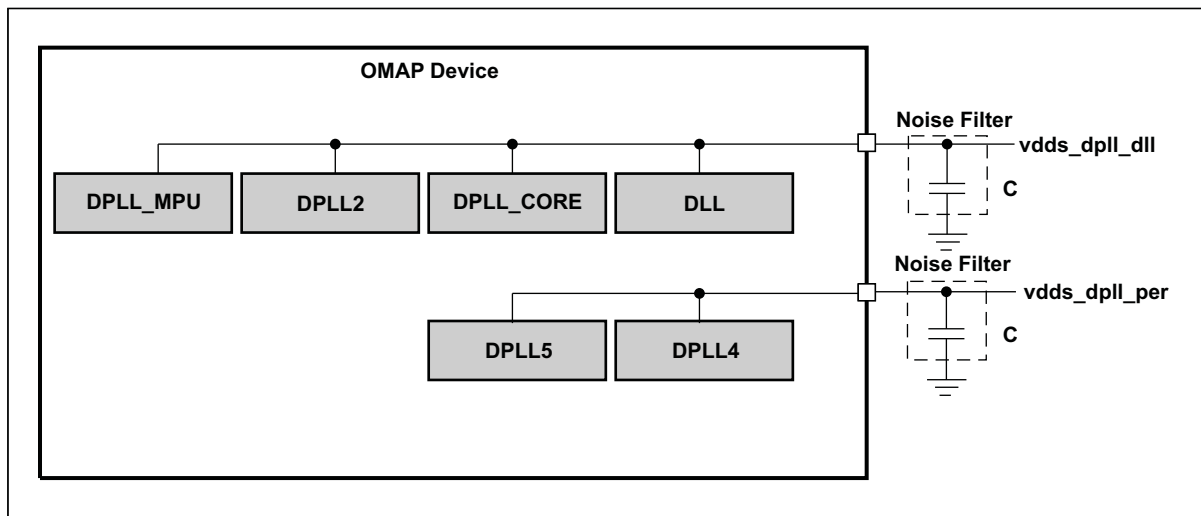 OMAP Device
Noise Filter
vdds_dpll_dll
C
DPLL_MPU
DPLL2
DPLL_CORE
DLL
Noise Filter
vdds_dpll_per
C
DPLL5
DPLL4